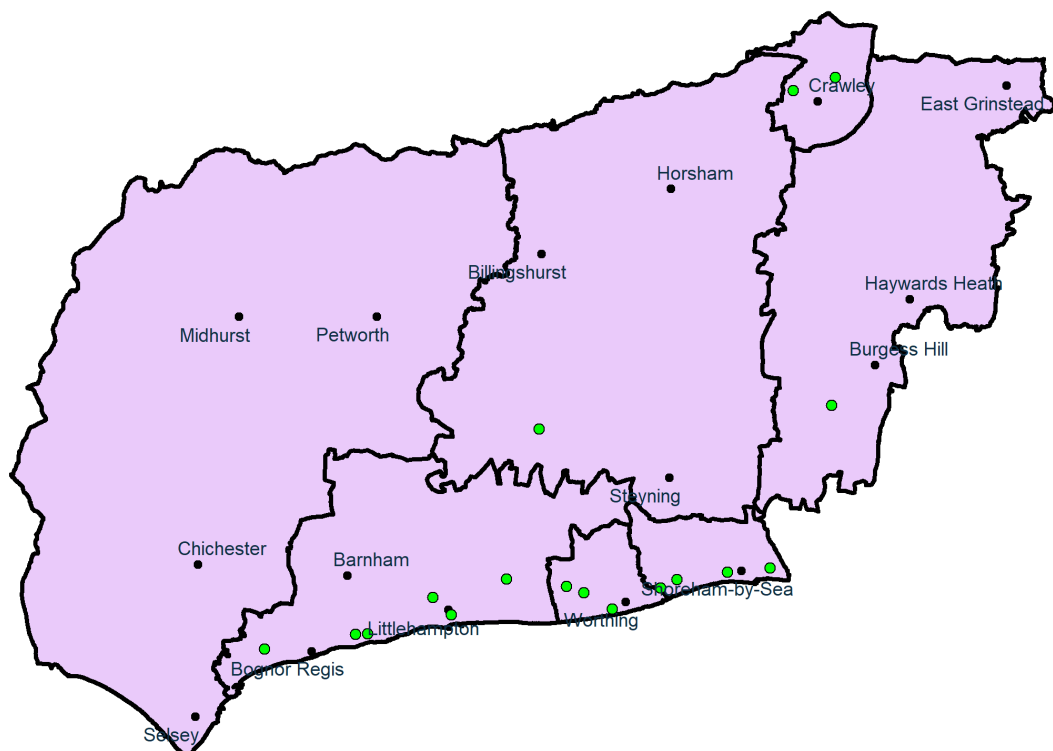 Crawley
East Grinstead
Horsham
Billingshurst
Haywards Heath
Midhurst
Petworth
Burgess Hill
Steyning
Chichester
Barnham
Shoreham-by-Sea
Worthing
Littlehampton
Bognor Regis
Selsey